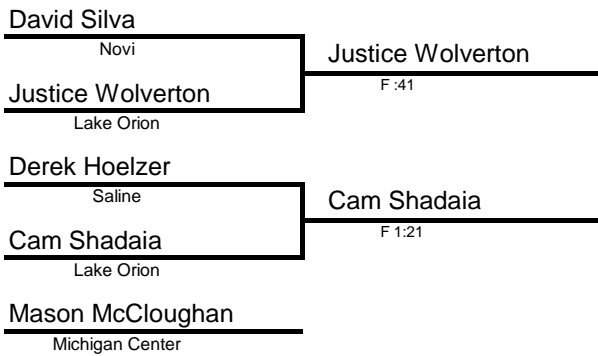 David Silva
Novi
Justice Wolverton
F :41
Justice Wolverton
Lake Orion
Derek Hoelzer
Saline
Cam Shadaia
F 1:21
Cam Shadaia
Lake Orion
Mason McCloughan
Michigan Center